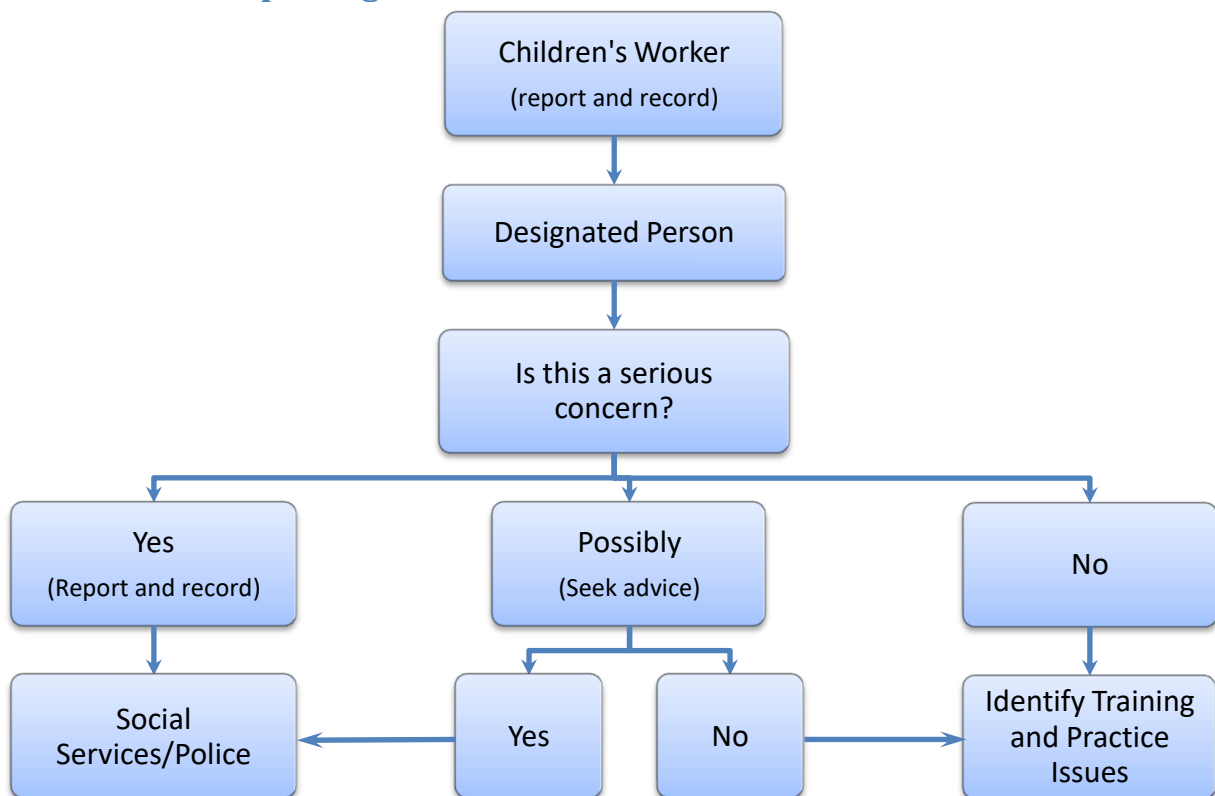 Children's Worker
(report and record)
Designated Person
Is this a serious
concern?
Yes
(Report and record)
Possibly
(Seek advice)
No
Social
Services/Police
Yes
No
Identify Training
and Practice
Issues